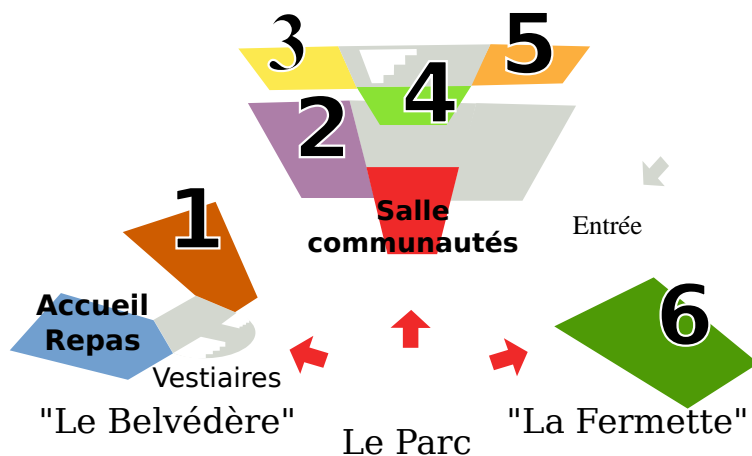 3
5
4
2
1
Salle
communautés
Entrée
Accueil
Repas
6
Vestiaires
"Le Belvédère"
"La Fermette"
Le Parc